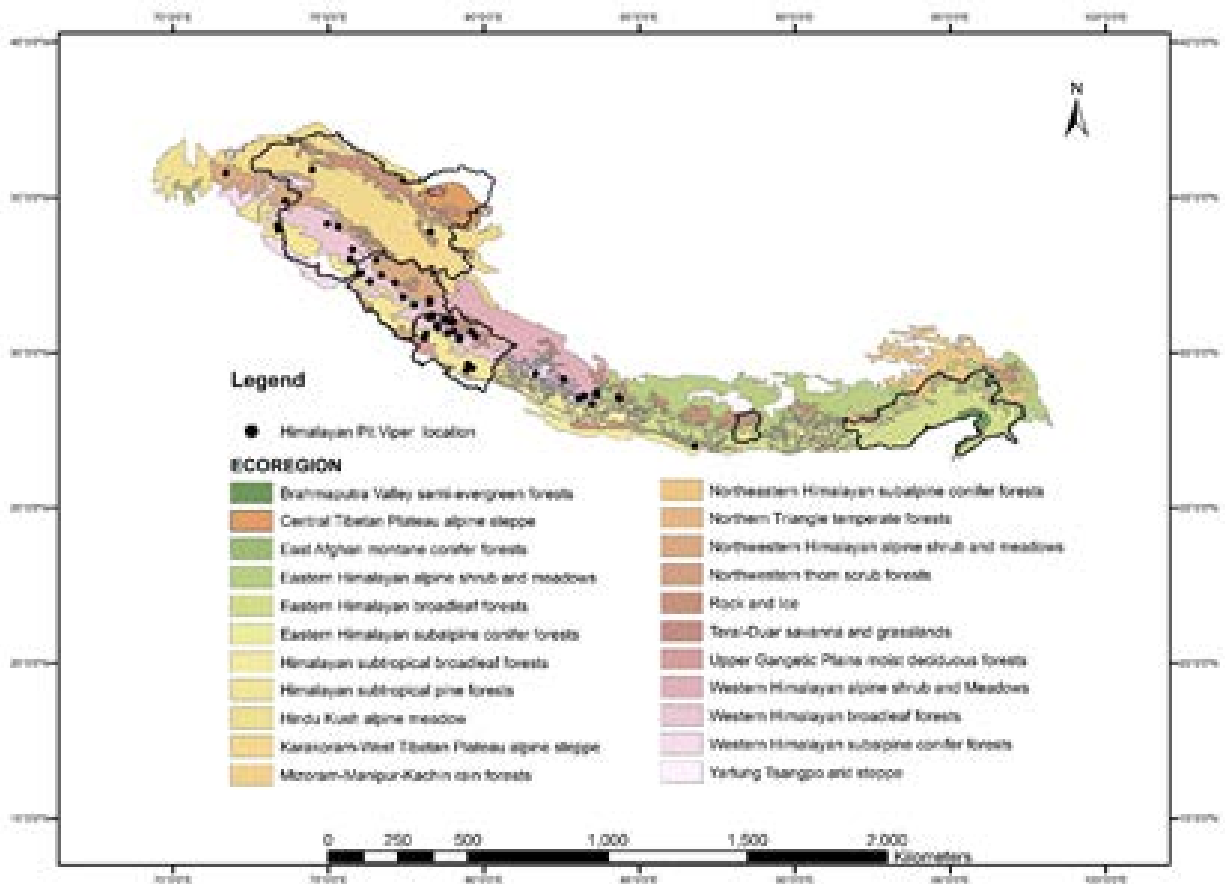 N
Legend
Himalayan Pit Viper location
ECOREGION
Brahmaputra Valley semi-evergreen forests
Central Tibetan Plateau alpine steppe
East Afghan montane conifer forests
Eastern Himalayan alpine shrub and meadows
Eastern Himalayan broadleaf forests
Eastern Himalayan subalpine conifer forests
Himalayan subtropical broadleaf forests
Himalayan subtropical pine forests
Hindu Kush alpine meadow
Karakoram-West Tibetan Plateau alpine steppe
Mizoram-Manipur-Kachin rain forests
Northeastern Himalayan subalpine conifer forests
Northern Triangle temperate forests
Northwestern Himalayan alpine shrub and meadows
Northwestern thorn scrub forests
Rock and Ice
Terai-Duar savanna and grasslands
Upper Gangetic Plains moist deciduous forests
Western Himalayan alpine shrub and Meadows
Western Himalayan broadleaf forests
Western Himalayan subalpine conifer forests
Yarlung Tsangpo arid steppe
0 250 500 1,000 1,500 2,000
Kilometers